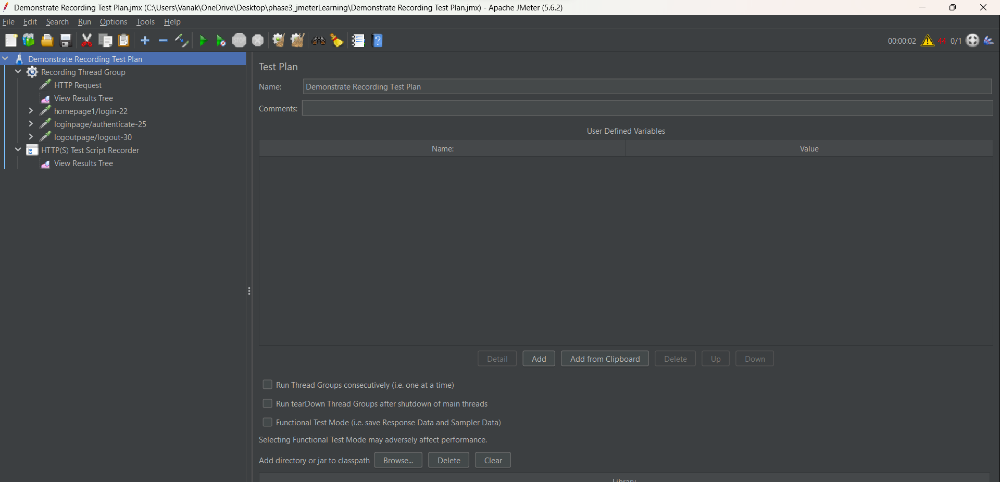 Demonstrate Recording Test Plan.jmx (C:\Users\Vanak\OneDrive\Desktop\phase3_jmeterLearning\Demonstrate Recording Test Plan.jmx) - Apache JMeter (5.6.2)
File Edit Search Run Options Tools Help
STOP ? 00:00:02 44 0/1
Demonstrate Recording Test Plan
Recording Thread Group
HTTP Request
View Results Tree
homepage1/login-22
loginpage/authenticate-25
logoutpage/logout-30
HTTP(S) Test Script Recorder
View Results Tree
Test Plan
Name: Demonstrate Recording Test Plan
Comments:
User Defined Variables
Name: Value
Detail Add Add from Clipboard Delete Up Down
Run Thread Groups consecutively (i.e. one at a time)
Run tearDown Thread Groups after shutdown of main threads
Functional Test Mode (i.e. save Response Data and Sampler Data)
Selecting Functional Test Mode may adversely affect performance.
Add directory or jar to classpath Browse... Delete Clear
Library